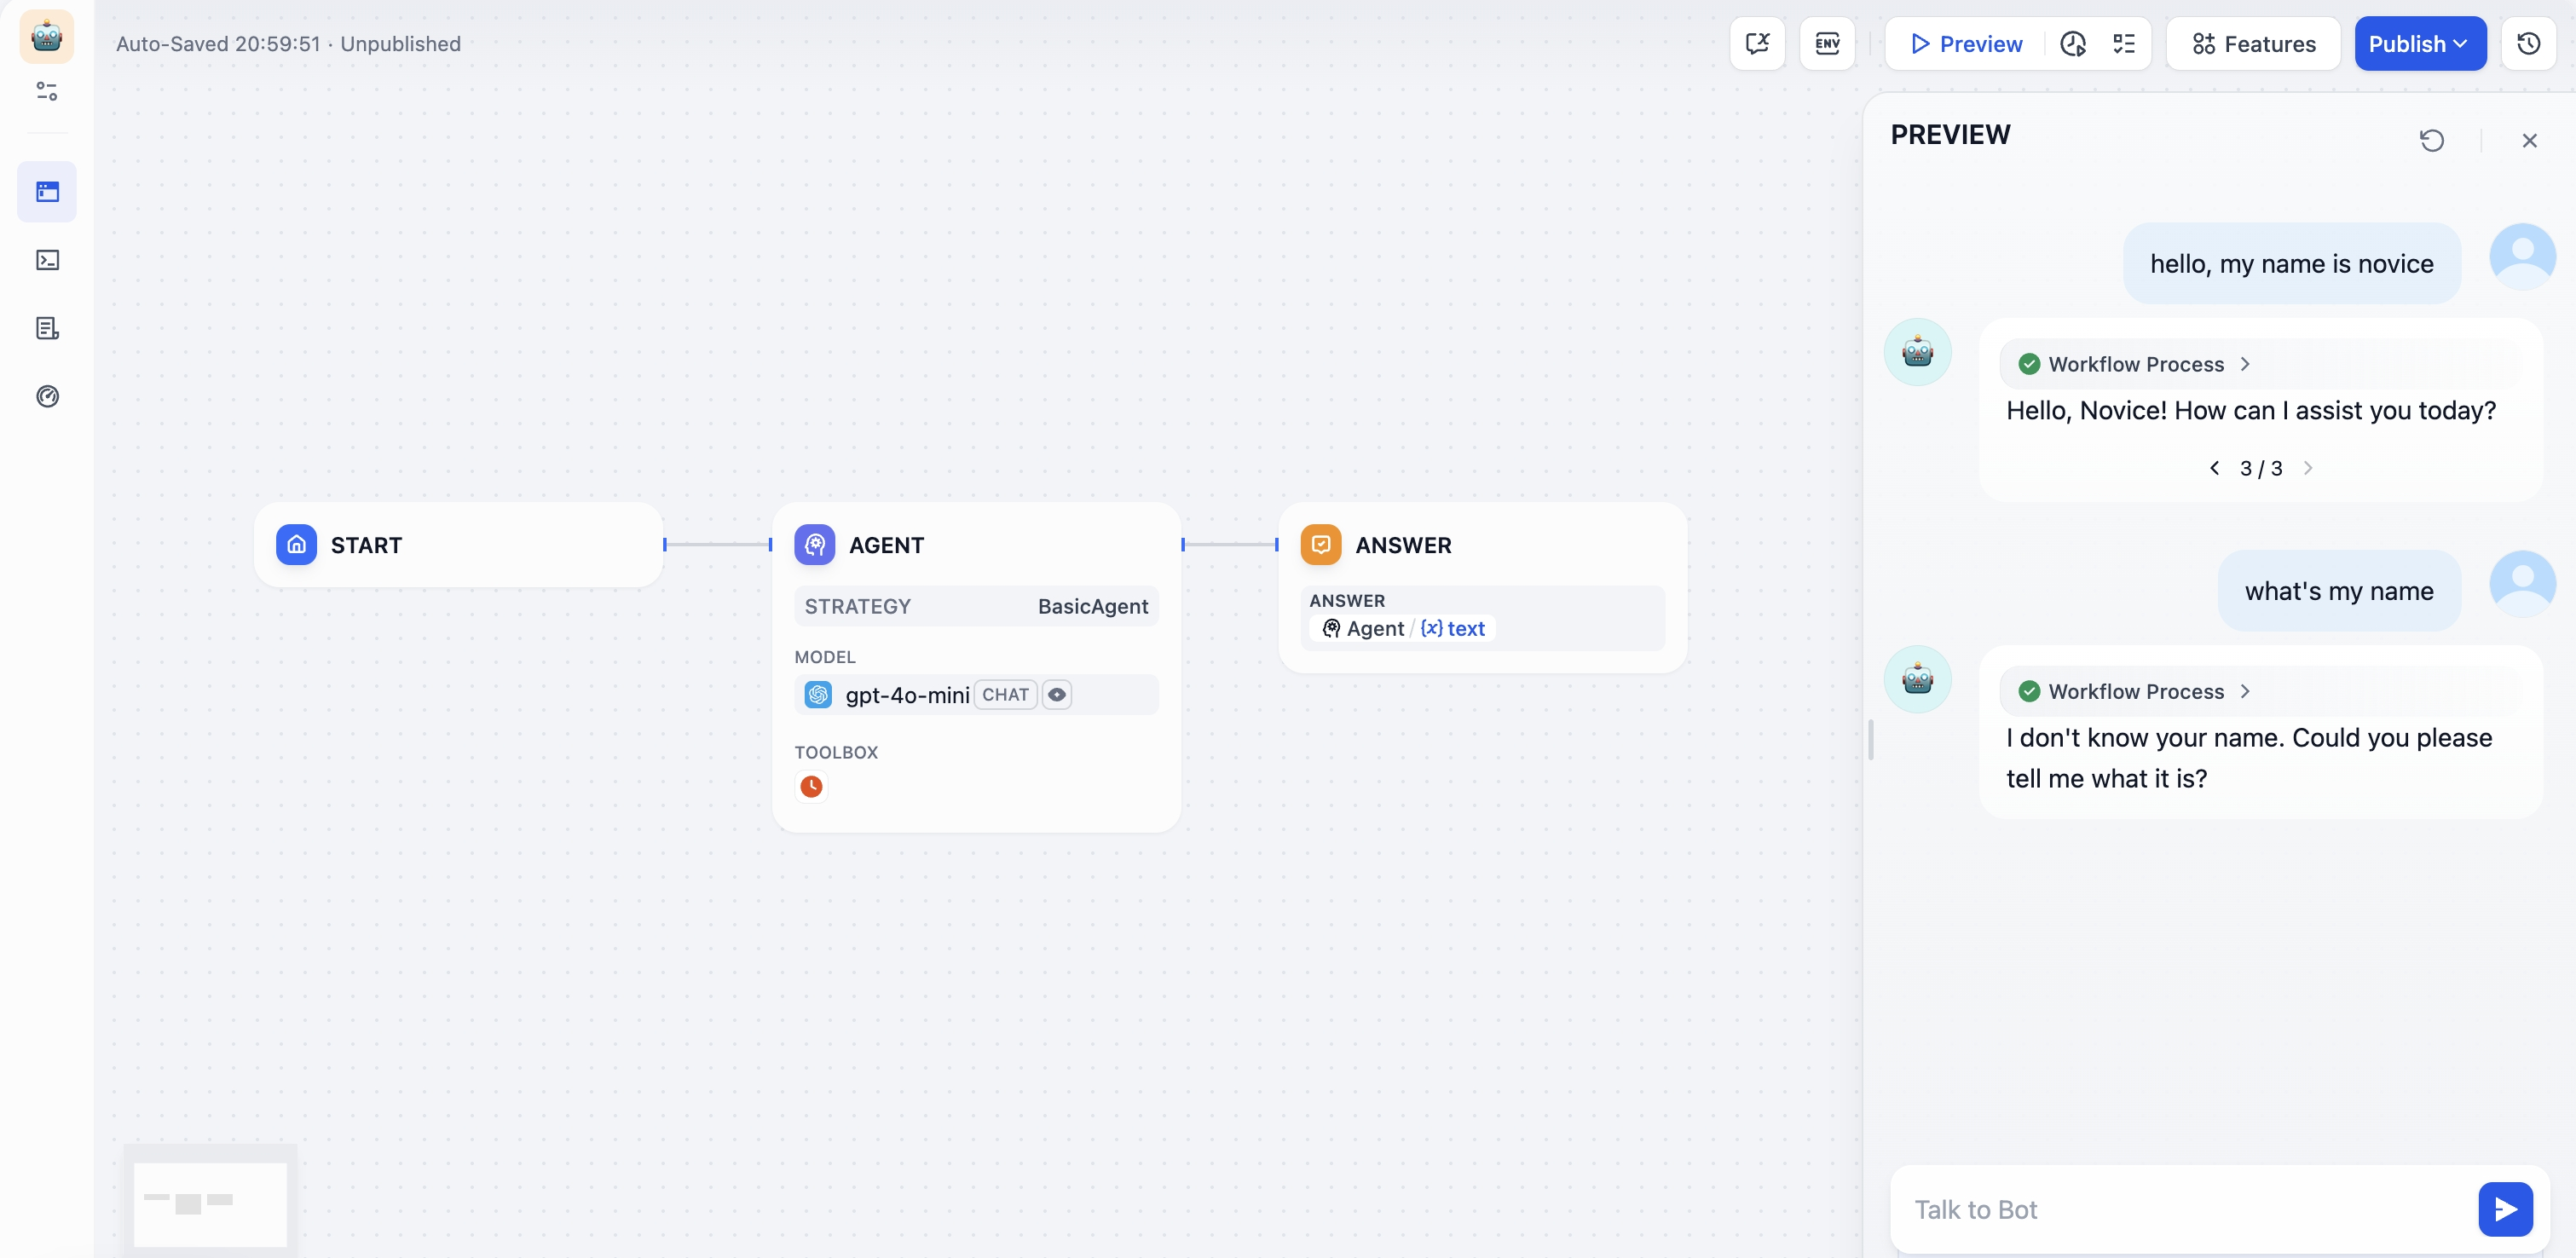 Auto-Saved 20:59:51 · Unpublished
ENV
Preview
Features
Publish
PREVIEW
hello, my name is novice
Workflow Process
Hello, Novice! How can I assist you today?
3 / 3
what's my name
Workflow Process
I don't know your name. Could you please
tell me what it is?
Talk to Bot
START
AGENT
STRATEGY BasicAgent
MODEL
gpt-4o-mini CHAT
TOOLBOX
ANSWER
ANSWER
Agent / {x} text